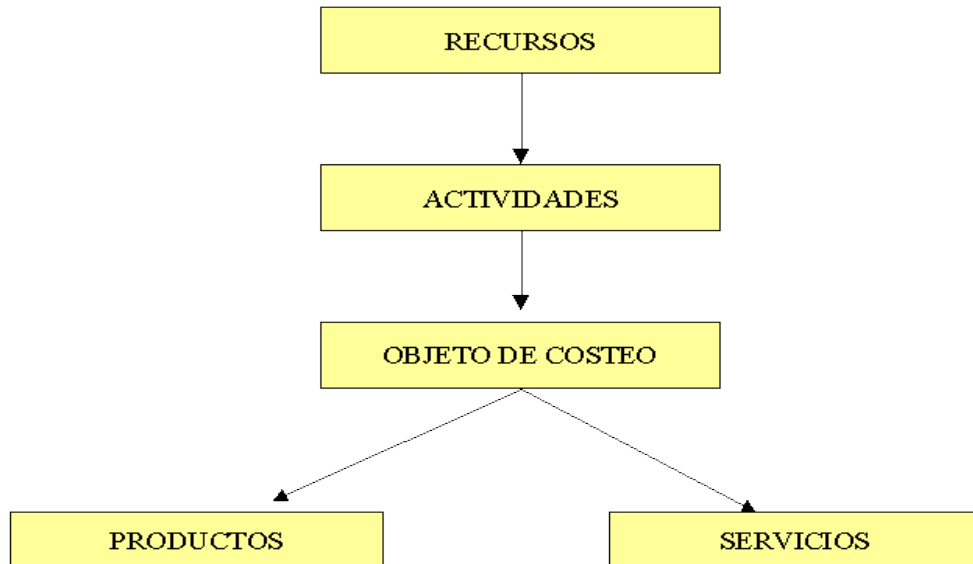 RECURSOS
ACTIVIDADES
OBJETO DE COSTEO
PRODUCTOS
SERVICIOS